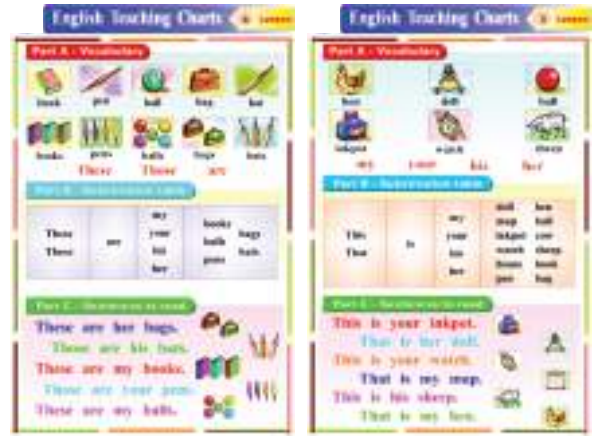 English Teaching Charts
Part A - Vocabulary
book pen ball bag bat
books pens balls bags bats
These Those are
Part B - Substitution table
These are my books bags
Those your balls bats
his pens
her
Part C - Sentences to read
These are her bags.
Those are his bats.
These are my books.
Those are your pens.
These are my balls.
English Teaching Charts
Part A - Vocabulary
hen doll ball
inkpot watch sheep
my your his her
Part B - Substitution table
This is my doll hen
That your map ball
his inkpot cow
her watch sheep
book
pen bag
Part C - Sentences to read
This is your inkpot.
That is her doll.
This is your watch.
That is my map.
This is his sheep.
That is my hen.